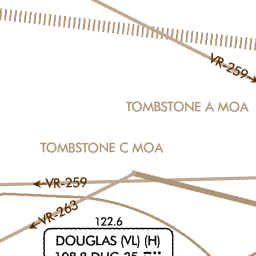 VR-259
TOMBSTONE A MOA
TOMBSTONE C MOA
VR-259
VR-263
122.6
DOUGLAS (VL) (H)